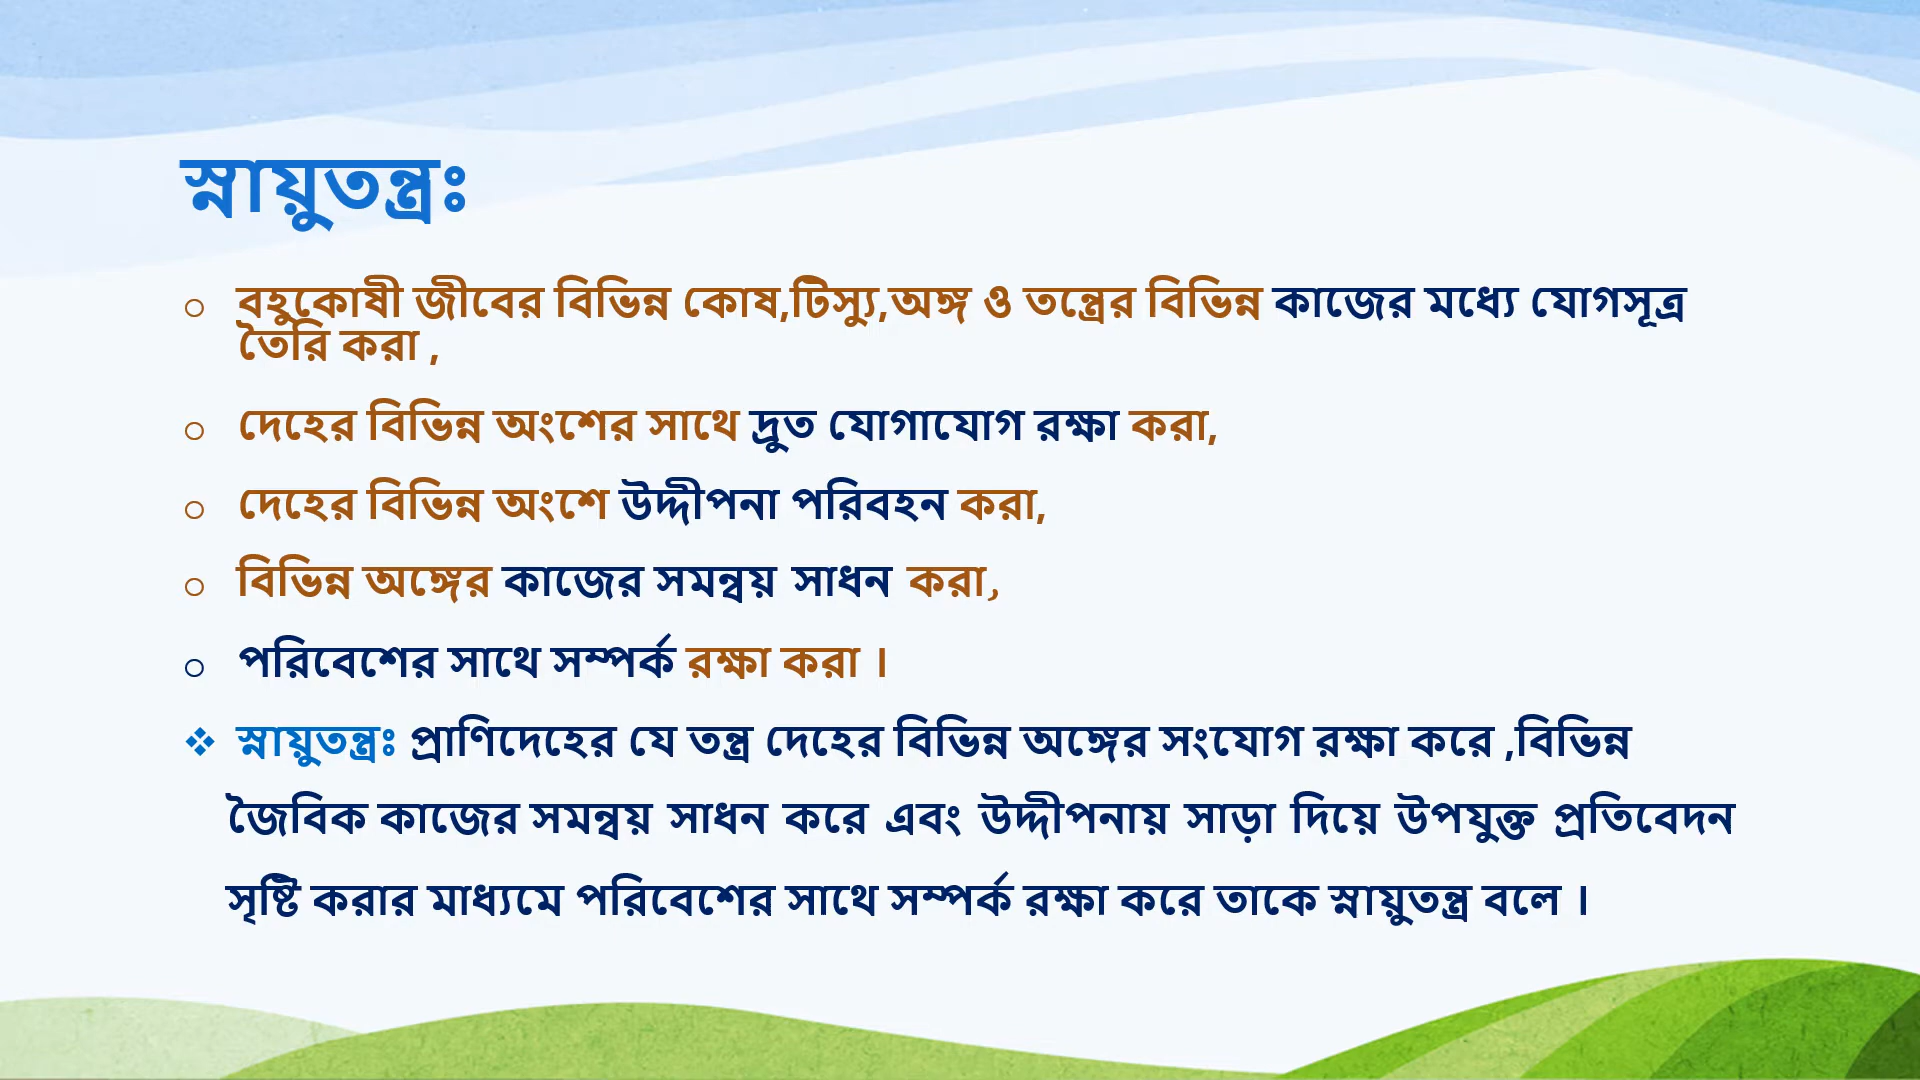 স্নায়ুতন্ত্রঃ
○ বহুকোষী জীবের বিভিন্ন কোষ,টিস্যু,অঙ্গ ও তন্ত্রের বিভিন্ন কাজের মধ্যে যোগসূত্র
তৈরি করা ,
○ দেহের বিভিন্ন অংশের সাথে দ্রুত যোগাযোগ রক্ষা করা,
○ দেহের বিভিন্ন অংশে উদ্দীপনা পরিবহন করা,
○ বিভিন্ন অঙ্গের কাজের সমন্বয় সাধন করা,
○ পরিবেশের সাথে সম্পর্ক রক্ষা করা ।
❖ স্নায়ুতন্ত্রঃ প্রাণিদেহের যে তন্ত্র দেহের বিভিন্ন অঙ্গের সংযোগ রক্ষা করে ,বিভিন্ন
জৈবিক কাজের সমন্বয় সাধন করে এবং উদ্দীপনায় সাড়া দিয়ে উপযুক্ত প্রতিবেদন
সৃষ্টি করার মাধ্যমে পরিবেশের সাথে সম্পর্ক রক্ষা করে তাকে স্নায়ুতন্ত্র বলে ।